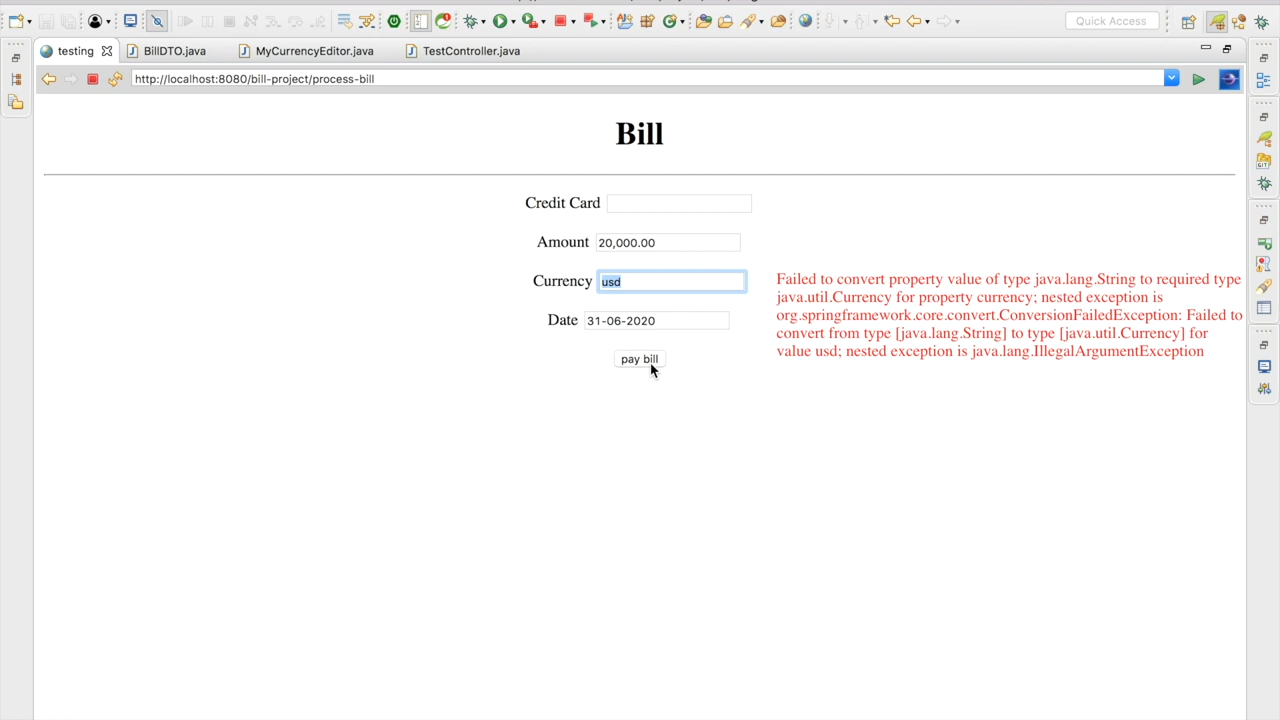 Quick Access
testing
BillDTO.java
MyCurrencyEditor.java
TestController.java
http://localhost:8080/bill-project/process-bill
Bill
Credit Card
Amount 20,000.00
Currency usd
Date 31-06-2020
pay bill
Failed to convert property value of type java.lang.String to required type
java.util.Currency for property currency; nested exception is
org.springframework.core.convert.ConversionFailedException: Failed to
convert from type [java.lang.String] to type [java.util.Currency] for
value usd; nested exception is java.lang.IllegalArgumentException